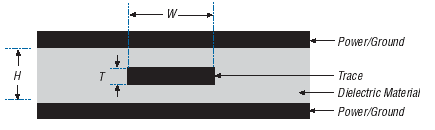 W
Power/Ground
H
T
Trace
Dielectric Material
Power/Ground